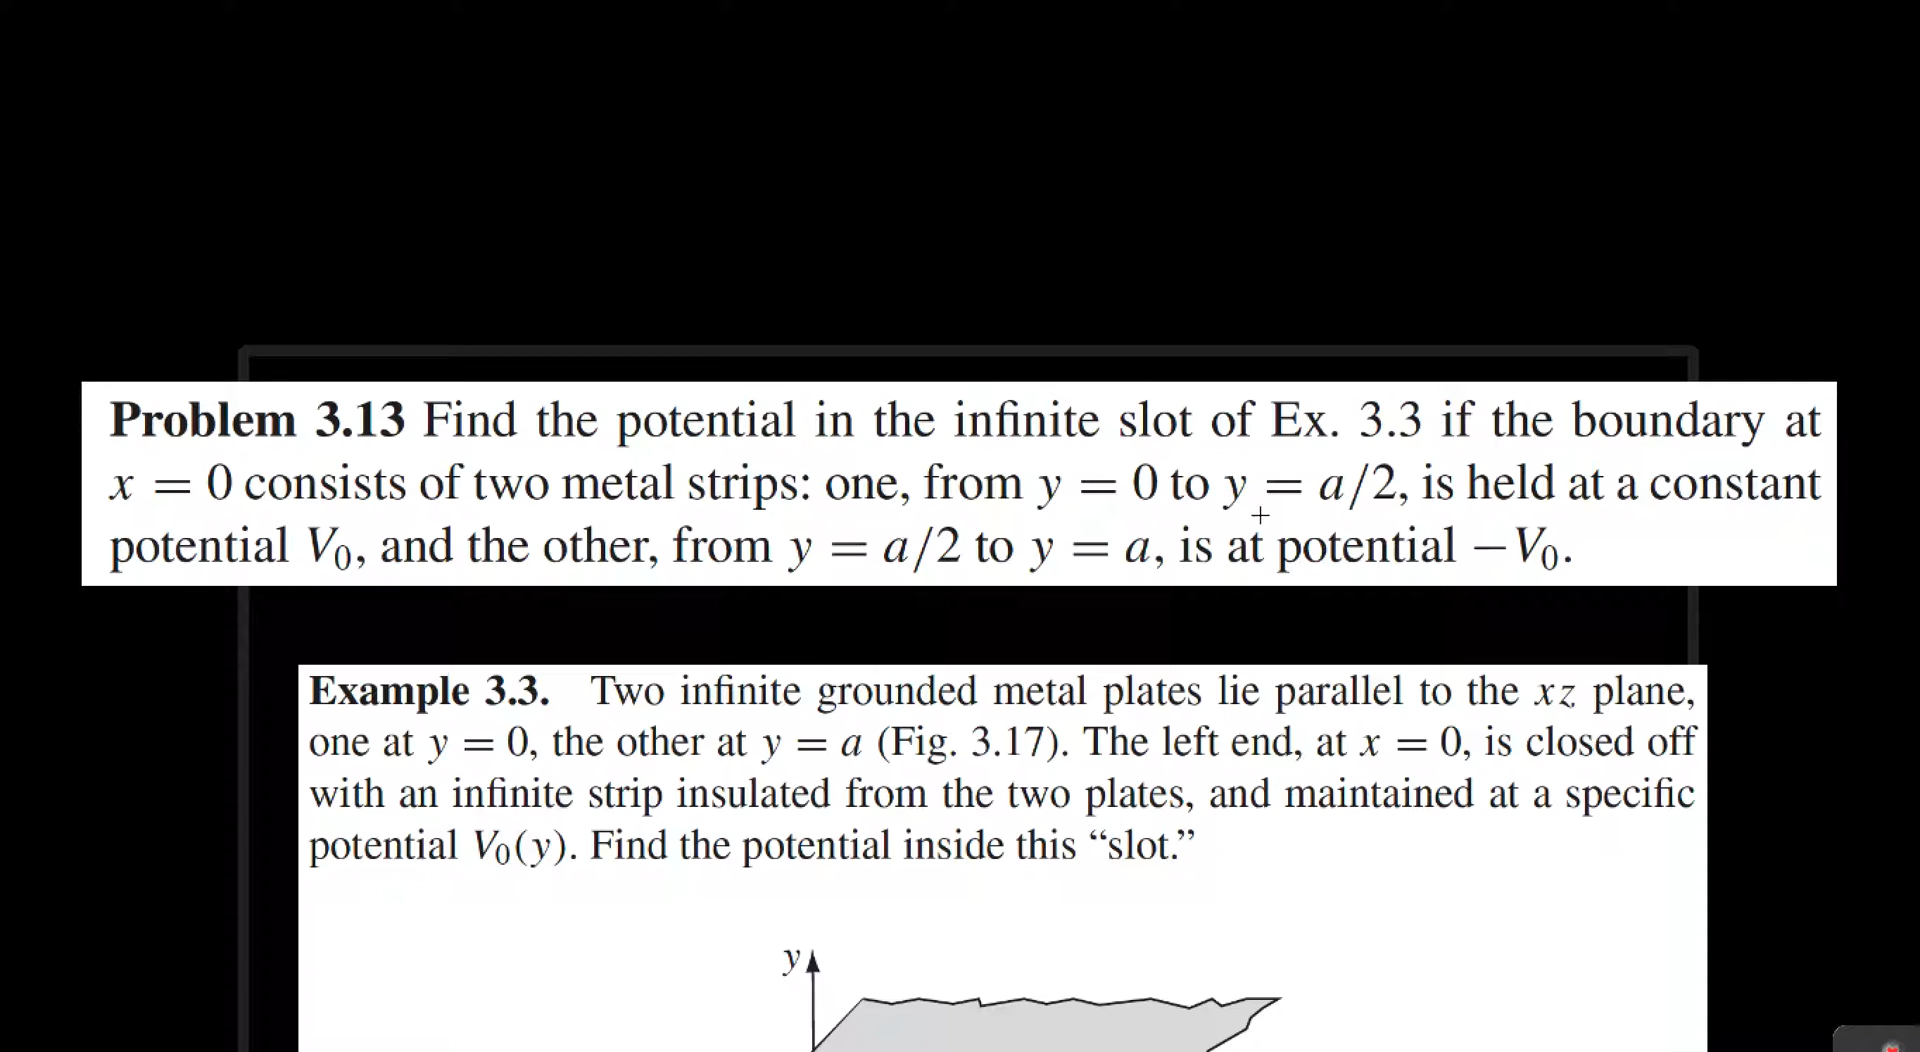 Problem 3.13 Find the potential in the infinite slot of Ex. 3.3 if the boundary at
x = 0 consists of two metal strips: one, from y = 0 to y = a/2, is held at a constant
potential V₀, and the other, from y = a/2 to y = a, is at potential −V₀.
Example 3.3. Two infinite grounded metal plates lie parallel to the xz plane,
one at y = 0, the other at y = a (Fig. 3.17). The left end, at x = 0, is closed off
with an infinite strip insulated from the two plates, and maintained at a specific
potential V₀(y). Find the potential inside this “slot.”
y